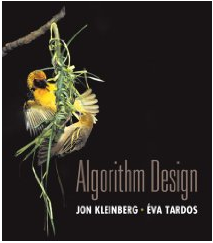 Algorithm Design
JON KLEINBERG • ÉVA TARDOS